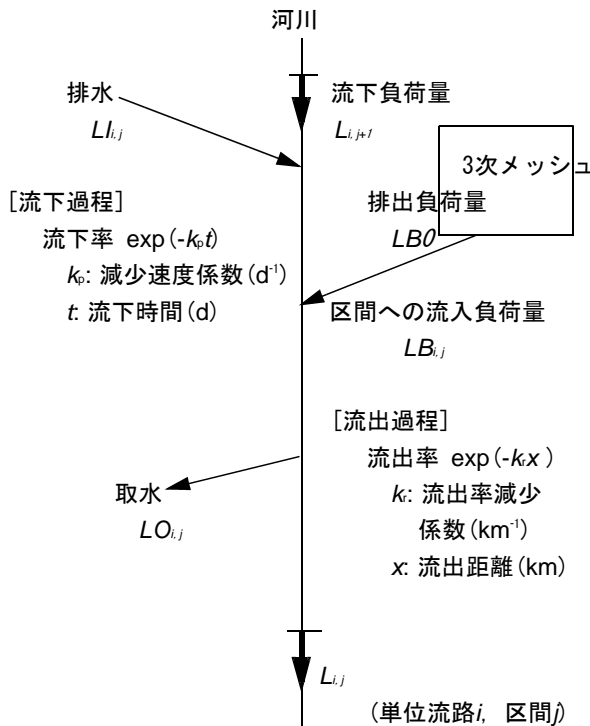 河川
排水
LI i,j
流下負荷量
L i,j+1
3次メッシュ
[流下過程]
流下率 exp(-kpt)
kp: 減少速度係数(d-1)
t: 流下時間(d)
排出負荷量
LB0
区間への流入負荷量
LB i,j
[流出過程]
流出率 exp(-krx)
kr: 流出率減少
係数(km-1)
x: 流出距離(km)
取水
LO i,j
L i,j
(単位流路i, 区間j)